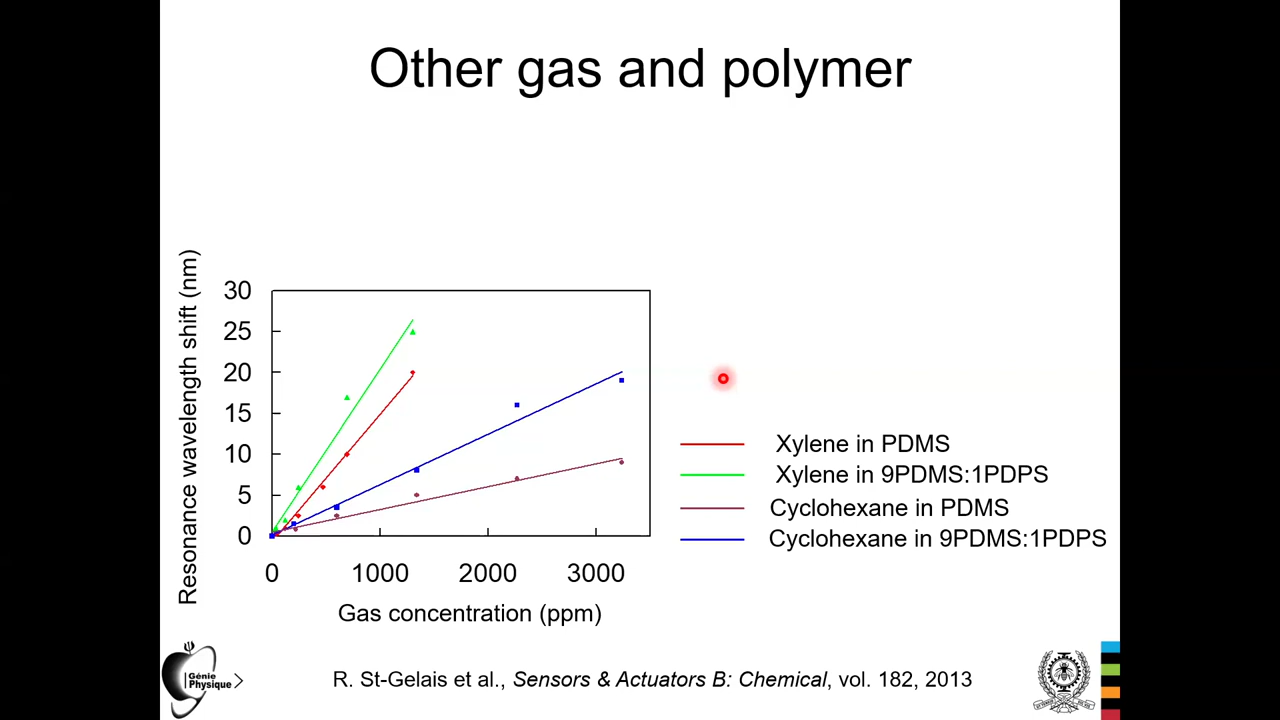 Other gas and polymer
Resonance wavelength shift (nm)
30
25
20
15
10
5
0
0 1000 2000 3000
Gas concentration (ppm)
Xylene in PDMS
Xylene in 9PDMS:1PDPS
Cyclohexane in PDMS
Cyclohexane in 9PDMS:1PDPS
Génie
Physique
R. St-Gelais et al., Sensors & Actuators B: Chemical, vol. 182, 2013